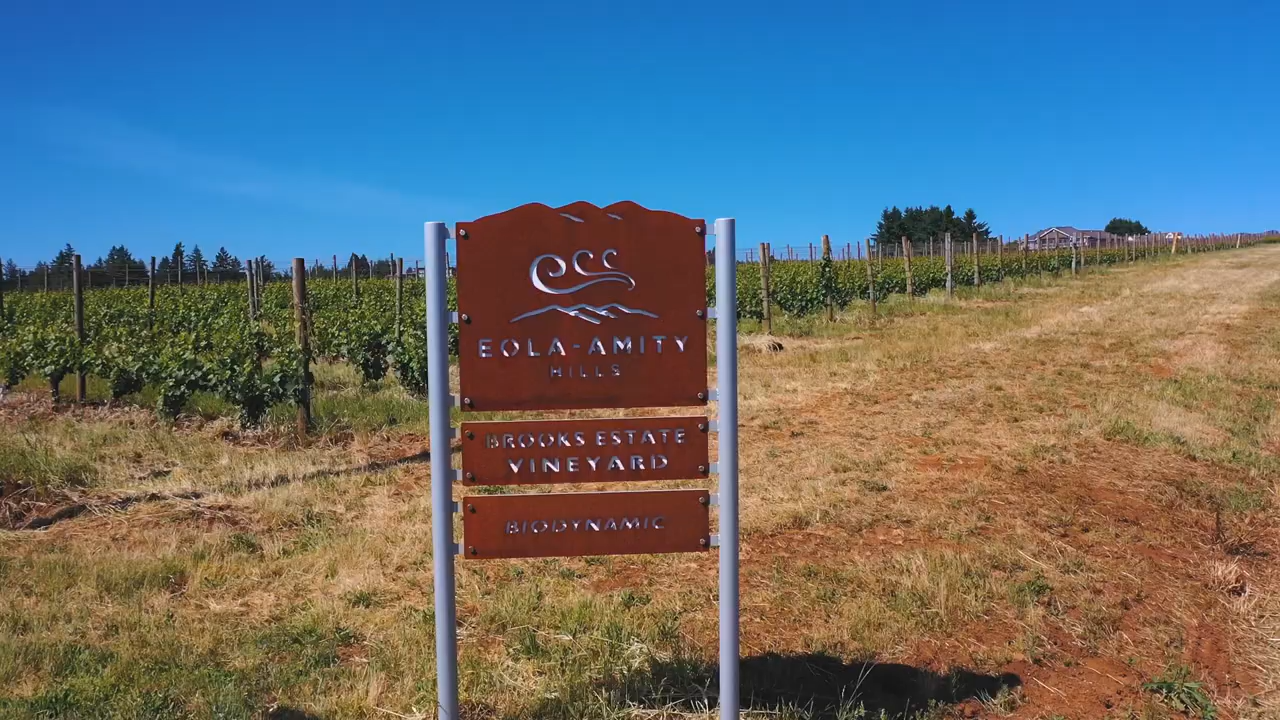 EOLA-AMITY
HILLS
BROOKS ESTATE
VINEYARD
BIODYNAMIC